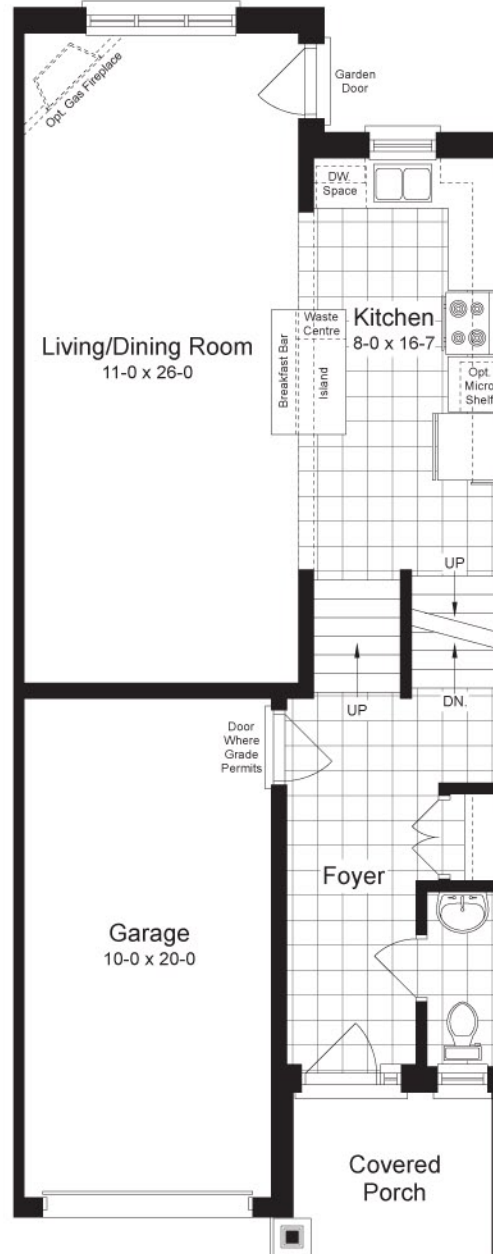 Opt. Gas Fireplace
Garden
Door
DW.
Space
Living/Dining Room
11-0 x 26-0
Breakfast Bar
Waste
Centre
Island
Kitchen
8-0 x 16-7
Opt.
Micro
Shelf
UP
UP
DN.
Door
Where
Grade
Permits
Foyer
Garage
10-0 x 20-0
Covered
Porch